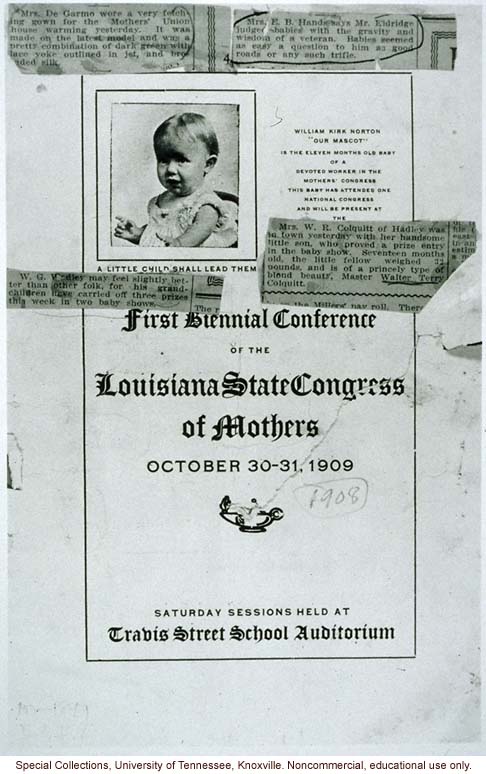 Mrs. De Garmo wore a very fetch-
ing gown for the Mothers' Union
house warming yesterday. It was
made on the latest model and was a
pretty combination of dark green with
lace yoke outlined in jet, and
silk.
Mrs. E. B. Hands says Mr. Eldridge
judges babies with the gravity and
wisdom of a veteran. Babies seemed
as easy a question to him as good
roads or any such trifle.
WILLIAM KIRK NORTON
"OUR MASCOT"
IS THE ELEVEN MONTHS OLD BABY
OF A
DEVOTED WORKER IN THE
MOTHERS' CONGRESS
THIS BABY HAS ATTENDED ONE
NATIONAL CONGRESS
AND WILL BE PRESENT AT
THE
A LITTLE CHILD SHALL LEAD THEM
Mrs. W. R. Colquitt of Hadley was
in town yesterday with her handsome
little son, who proved a prize entry
in the baby show. Seventeen months
old, the little fellow weighed 32
pounds, and is of a princely type of
blend beauty. Master Walter Terry
Colquitt.
the Millers' pay roll. There
W. G. may feel slightly bet-
ter than other folk, for his grand-
children have carried off three prizes
this week in two baby shows.
The
First Biennial Conference
OF THE
Louisiana State Congress
of Mothers
OCTOBER 30-31, 1909
1908
SATURDAY SESSIONS HELD AT
Travis Street School Auditorium
Special Collections, University of Tennessee, Knoxville. Noncommercial, educational use only.